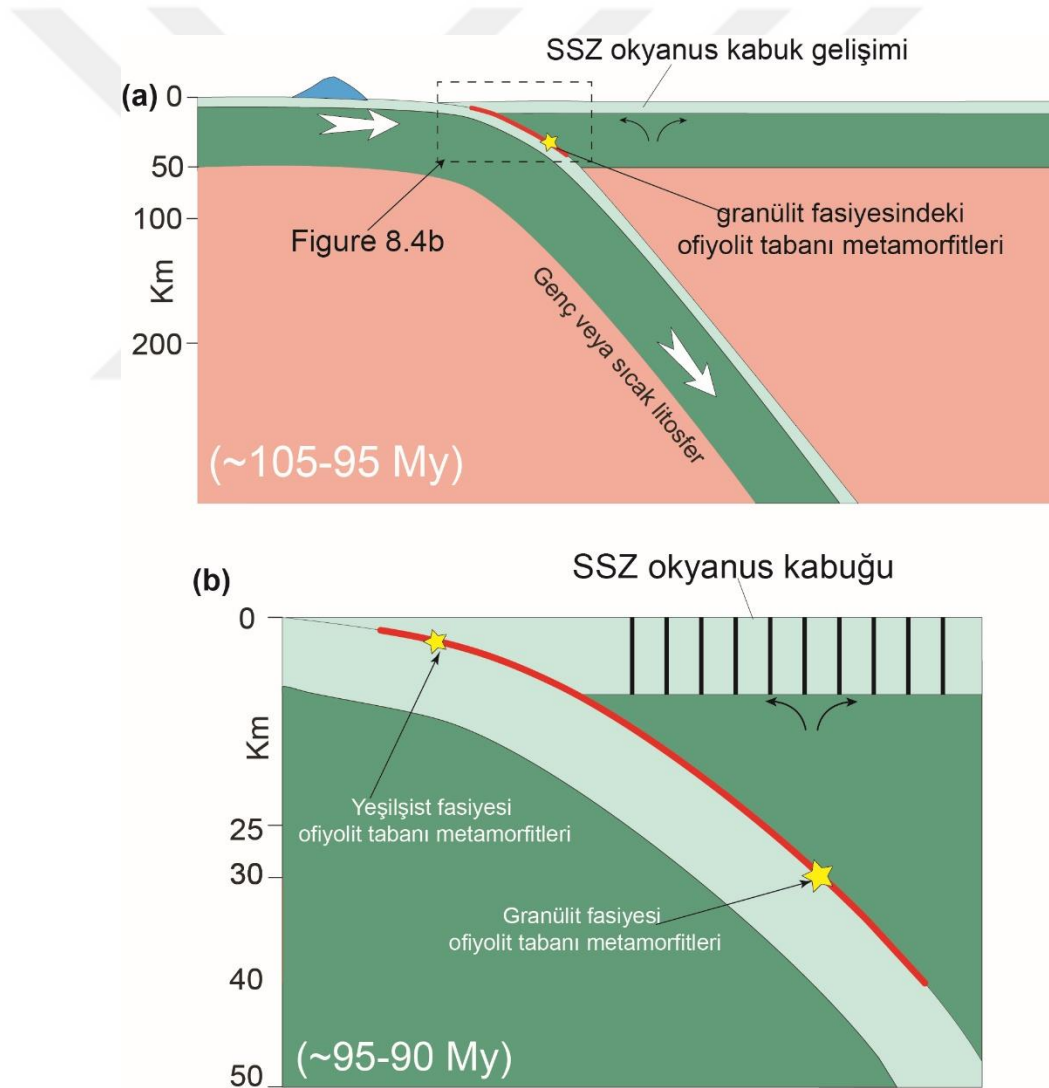 SSZ okyanus kabuk gelişimi
(a)
0
50
100
200
Km
Figure 8.4b
granülit fasiyesindeki
ofiyolit tabanı metamorfitleri
Genç veya sıcak litosfer
(~105-95 My)
SSZ okyanus kabuğu
(b)
0
Km
25
30
40
50
Yeşilşist fasiyesi
ofiyolit tabanı metamorfitleri
Granülit fasiyesi
ofiyolit tabanı metamorfitleri
(~95-90 My)